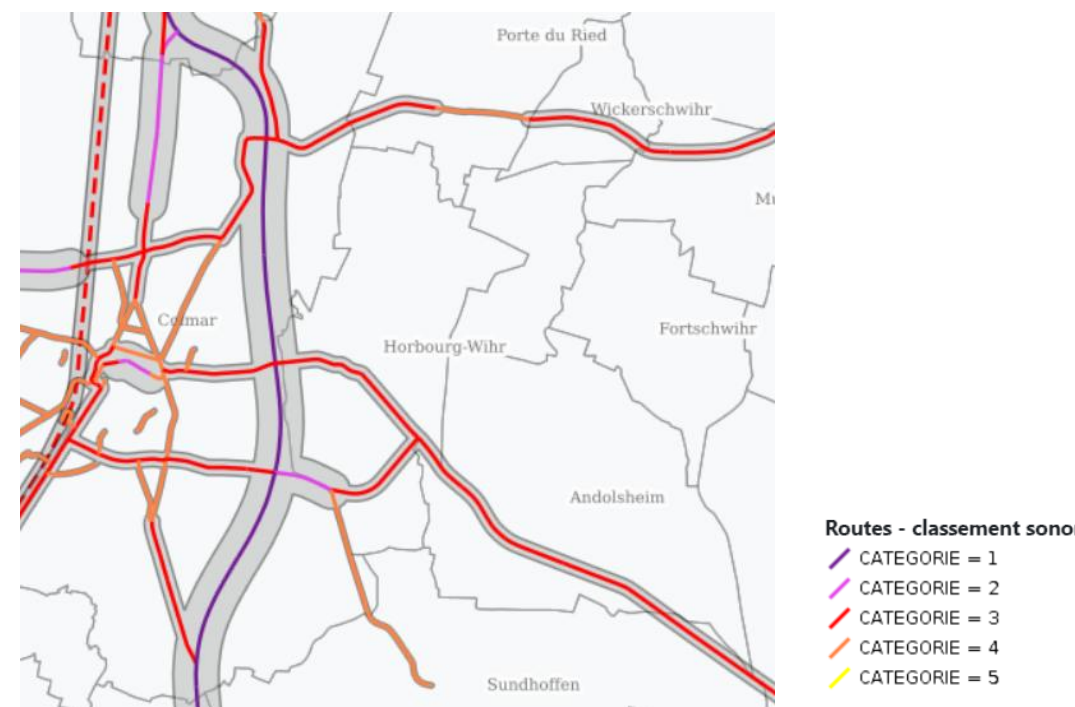 Porte du Ried
Wickerschwihr
Mu
Colmar
Fortschwihr
Horbourg-Wihr
Andolsheim
Sundhoffen
Routes - classement sonor
CATEGORIE = 1
CATEGORIE = 2
CATEGORIE = 3
CATEGORIE = 4
CATEGORIE = 5